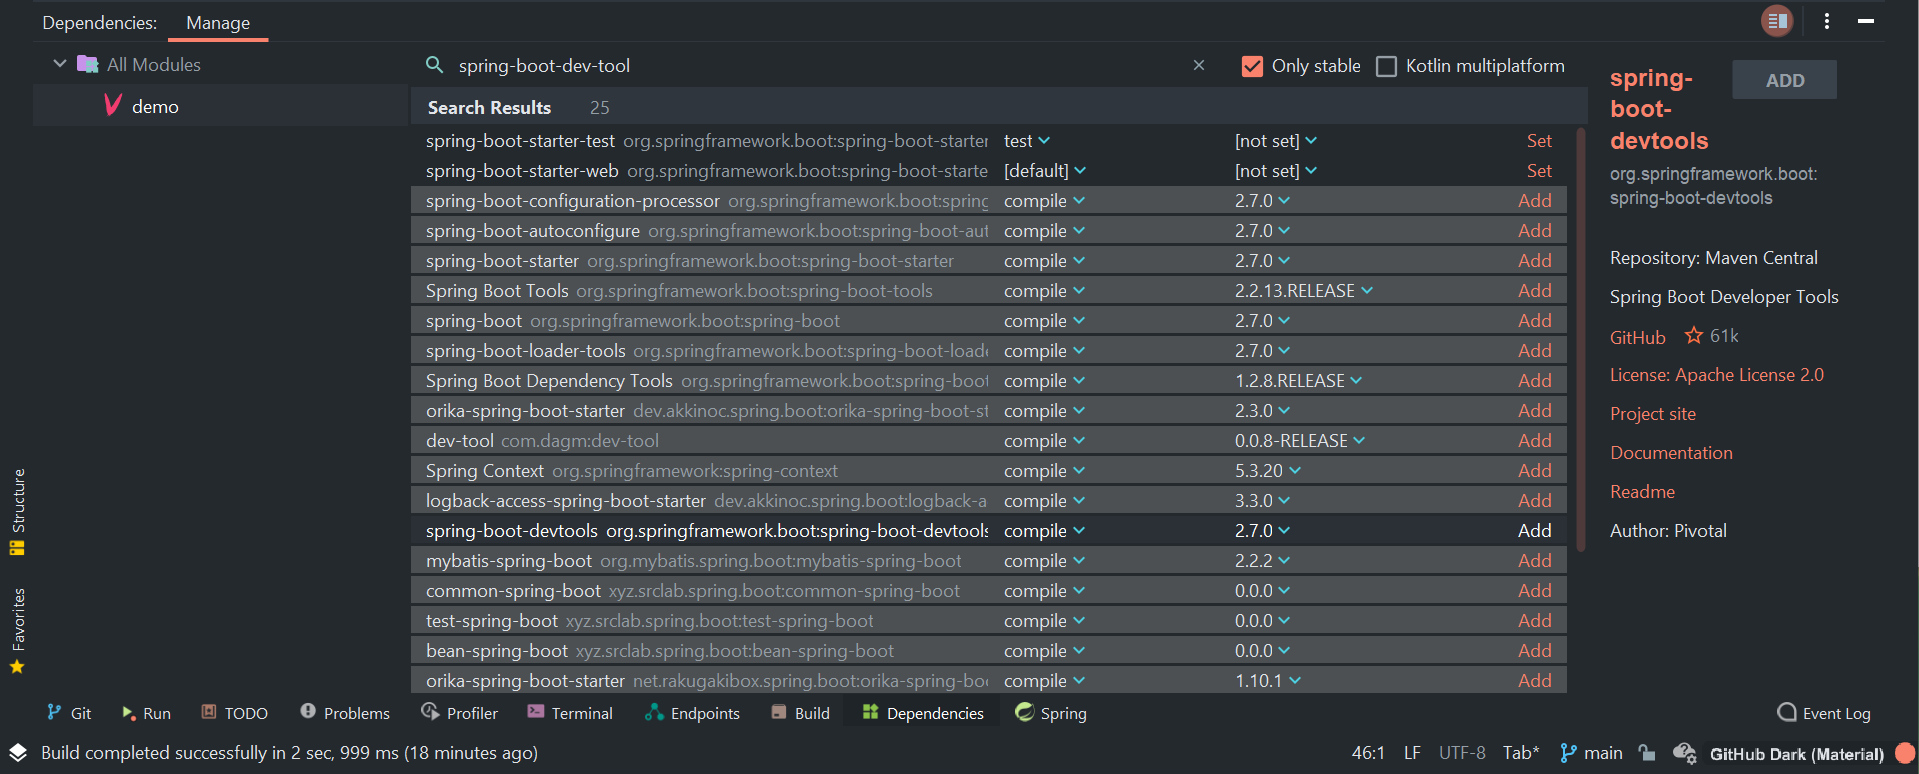 Dependencies: Manage
All Modules
demo
spring-boot-dev-tool
Only stable
Kotlin multiplatform
Search Results 25
spring-boot-starter-test org.springframework.boot:spring-boot-starter test [not set] Set
spring-boot-starter-web org.springframework.boot:spring-boot-starte [default] [not set] Set
spring-boot-configuration-processor org.springframework.boot:spring compile 2.7.0 Add
spring-boot-autoconfigure org.springframework.boot:spring-boot-aut compile 2.7.0 Add
spring-boot-starter org.springframework.boot:spring-boot-starter compile 2.7.0 Add
Spring Boot Tools org.springframework.boot:spring-boot-tools compile 2.2.13.RELEASE Add
spring-boot org.springframework.boot:spring-boot compile 2.7.0 Add
spring-boot-loader-tools org.springframework.boot:spring-boot-loade compile 2.7.0 Add
Spring Boot Dependency Tools org.springframework.boot:spring-boot compile 1.2.8.RELEASE Add
orika-spring-boot-starter dev.akkinoc.spring.boot:orika-spring-boot-st compile 2.3.0 Add
dev-tool com.dagm:dev-tool compile 0.0.8-RELEASE Add
Spring Context org.springframework:spring-context compile 5.3.20 Add
logback-access-spring-boot-starter dev.akkinoc.spring.boot:logback-a compile 3.3.0 Add
spring-boot-devtools org.springframework.boot:spring-boot-devtools compile 2.7.0 Add
mybatis-spring-boot org.mybatis.spring.boot:mybatis-spring-boot compile 2.2.2 Add
common-spring-boot xyz.srclab.spring.boot:common-spring-boot compile 0.0.0 Add
test-spring-boot xyz.srclab.spring.boot:test-spring-boot compile 0.0.0 Add
bean-spring-boot xyz.srclab.spring.boot:bean-spring-boot compile 0.0.0 Add
orika-spring-boot-starter net.rakugakibox.spring.boot:orika-spring-boo compile 1.10.1 Add
spring-
boot-
devtools
ADD
org.springframework.boot:
spring-boot-devtools
Repository: Maven Central
Spring Boot Developer Tools
GitHub 61k
License: Apache License 2.0
Project site
Documentation
Readme
Author: Pivotal
Structure
Favorites
Git Run TODO Problems Profiler Terminal Endpoints Build Dependencies Spring Event Log
Build completed successfully in 2 sec, 999 ms (18 minutes ago) 46:1 LF UTF-8 Tab* main GitHub Dark (Material)